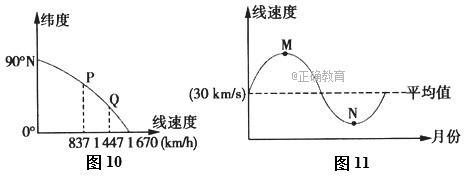 纬度
90°N
P
Q
0°
线速度
837 1 447 1 670 (km/h)
图10
线速度
M
@正确教育
(30 km/s)
平均值
N
月份
图11